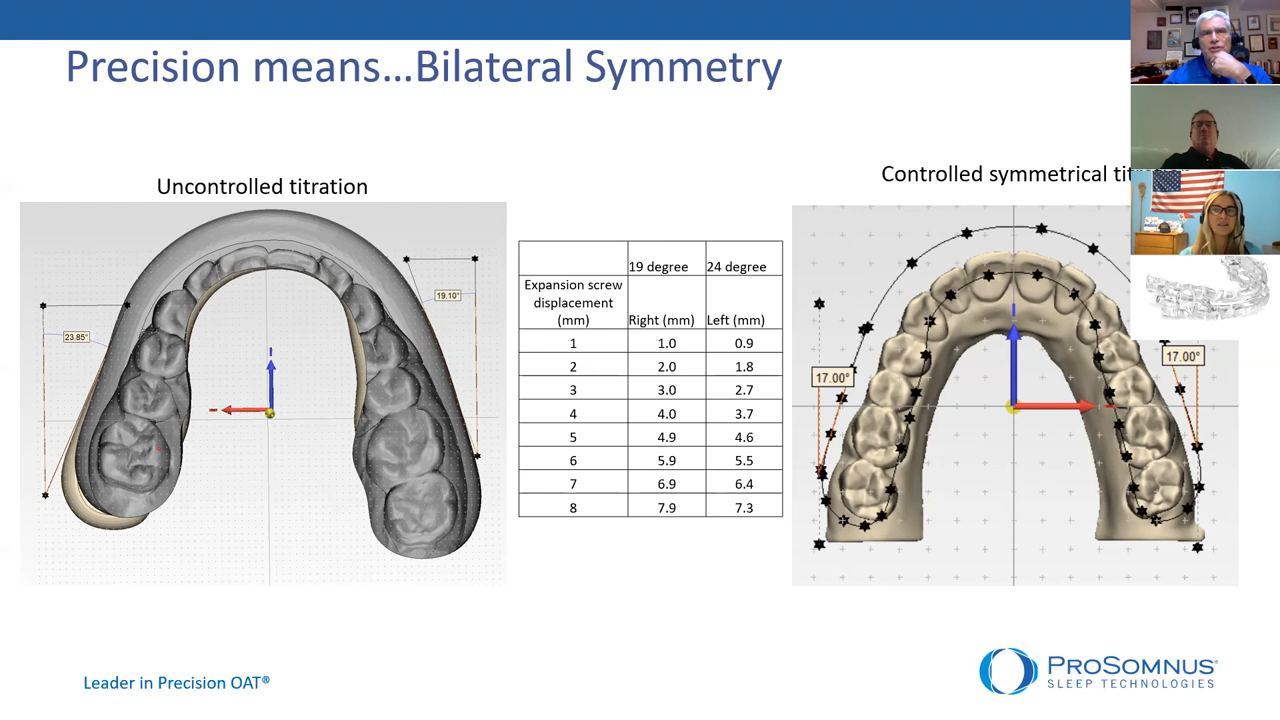 Precision means...Bilateral Symmetry
Uncontrolled titration
Controlled symmetrical
23.85°
19.10°
19 degree 24 degree
Expansion screw
displacement
(mm) Right (mm) Left (mm)
1 1.0 0.9
2 2.0 1.8
3 3.0 2.7
4 4.0 3.7
5 4.9 4.6
6 5.9 5.5
7 6.9 6.4
8 7.9 7.3
17.00°
17.00°
Leader in Precision OAT®
PROSOMNUS®
SLEEP TECHNOLOGIES